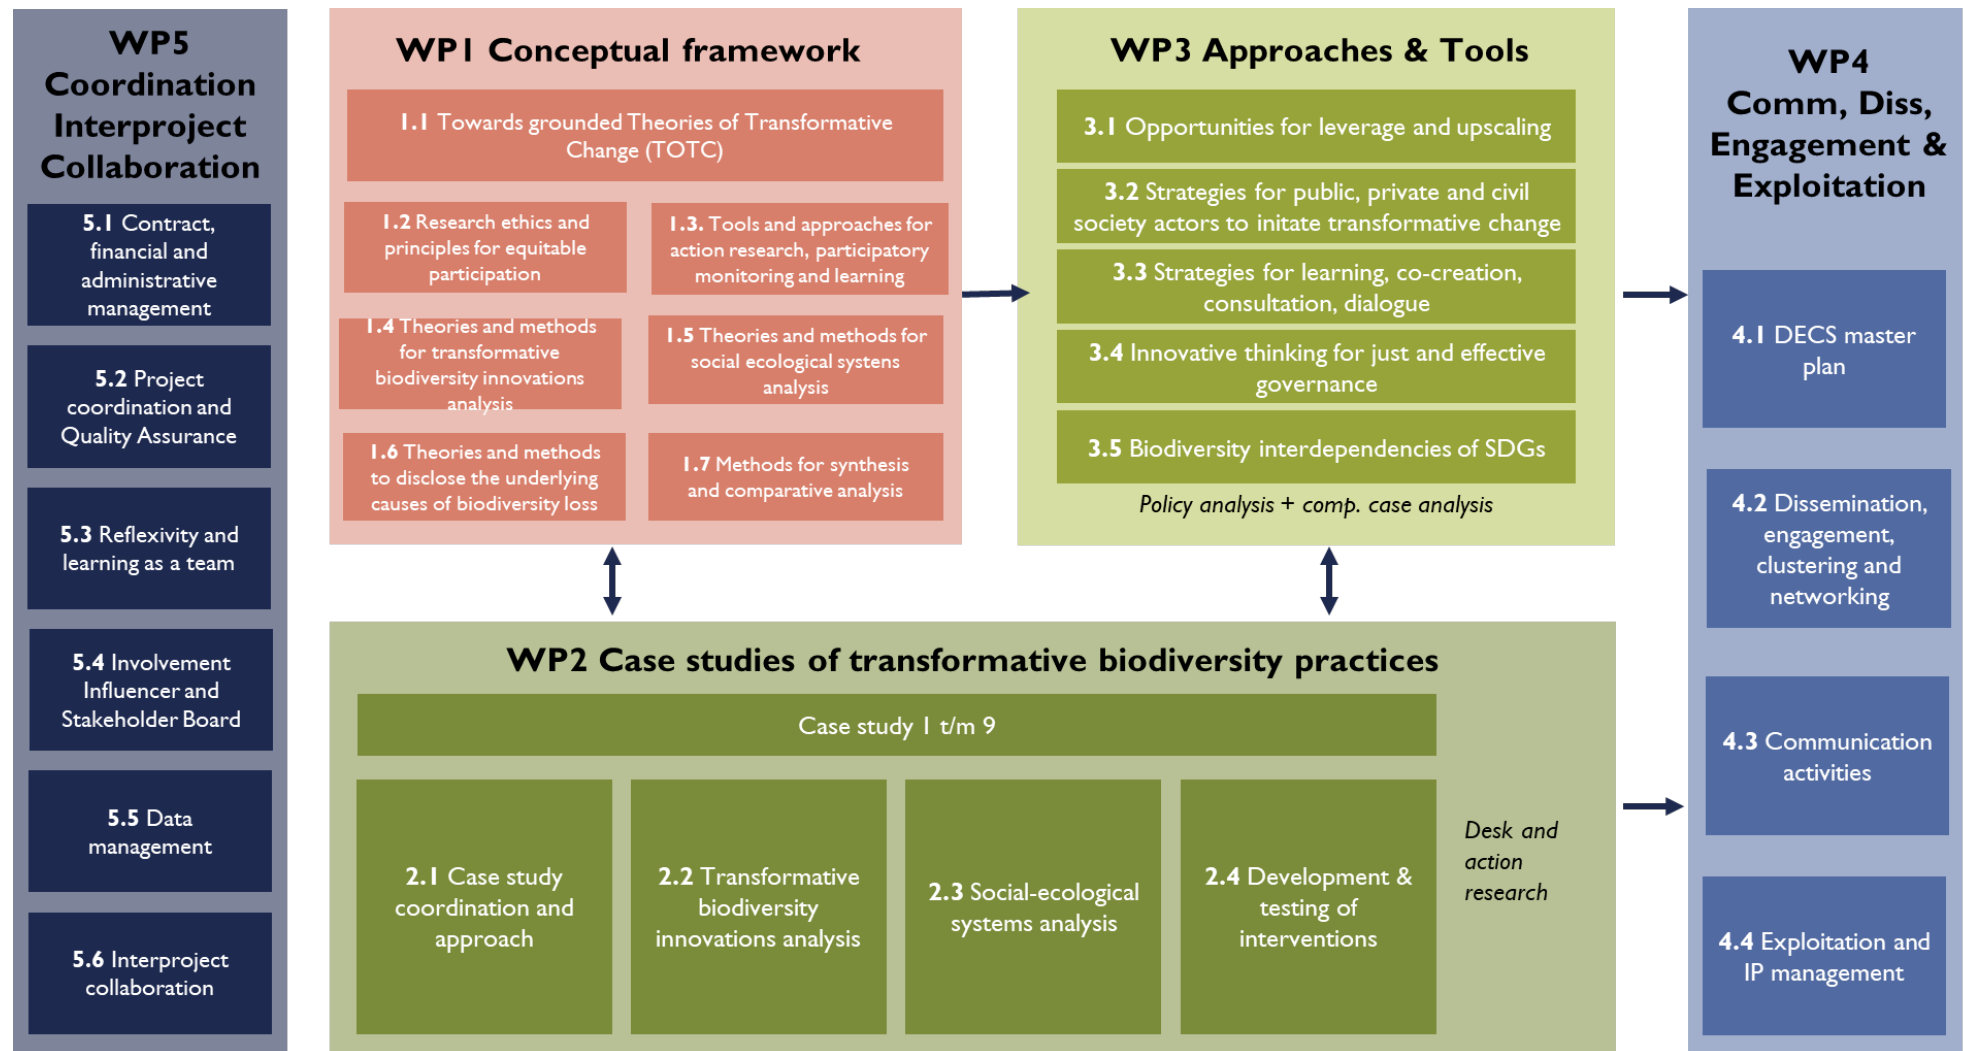 WP5
Coordination
Interproject
Collaboration
5.1 Contract,
financial and
administrative
management
5.2 Project
coordination and
Quality Assurance
5.3 Reflexivity and
learning as a team
5.4 Involvement
Influencer and
Stakeholder Board
5.5 Data
management
5.6 Interproject
collaboration
WP1 Conceptual framework
1.1 Towards grounded Theories of Transformative
Change (TOTC)
1.2 Research ethics and
principles for equitable
participation
1.3. Tools and approaches for
action research, participatory
monitoring and learning
1.4 Theories and methods
for transformative
biodiversity innovations
analysis
1.5 Theories and methods for
social ecological systens
analysis
1.6 Theories and methods
to disclose the underlying
causes of biodiversity loss
1.7 Methods for synthesis
and comparative analysis
WP3 Approaches & Tools
3.1 Opportunities for leverage and upscaling
3.2 Strategies for public, private and civil
society actors to initate transformative change
3.3 Strategies for learning, co-creation,
consultation, dialogue
3.4 Innovative thinking for just and effective
governance
3.5 Biodiversity interdependencies of SDGs
Policy analysis + comp. case analysis
WP2 Case studies of transformative biodiversity practices
Case study 1 t/m 9
2.1 Case study
coordination and
approach
2.2 Transformative
biodiversity
innovations analysis
2.3 Social-ecological
systems analysis
2.4 Development &
testing of
interventions
Desk and
action
research
WP4
Comm, Diss,
Engagement &
Exploitation
4.1 DECS master
plan
4.2 Dissemination,
engagement,
clustering and
networking
4.3 Communication
activities
4.4 Exploitation and
IP management